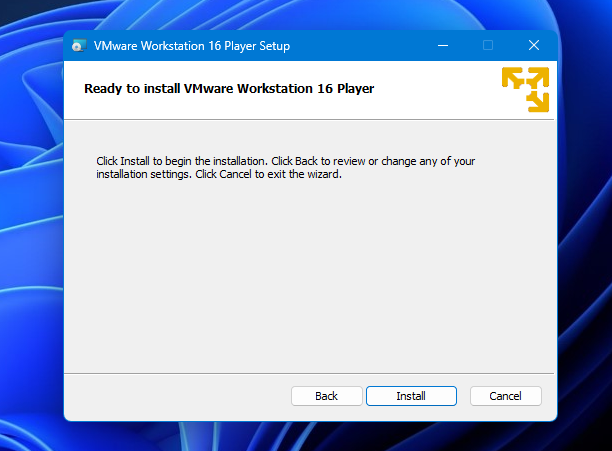 VMware Workstation 16 Player Setup
Ready to install VMware Workstation 16 Player
Click Install to begin the installation. Click Back to review or change any of your
installation settings. Click Cancel to exit the wizard.
Back Install Cancel